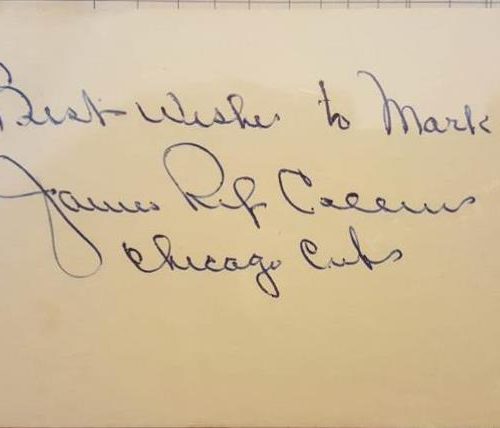 Best Wishes to Mark
James Rip Collins
Chicago Cubs